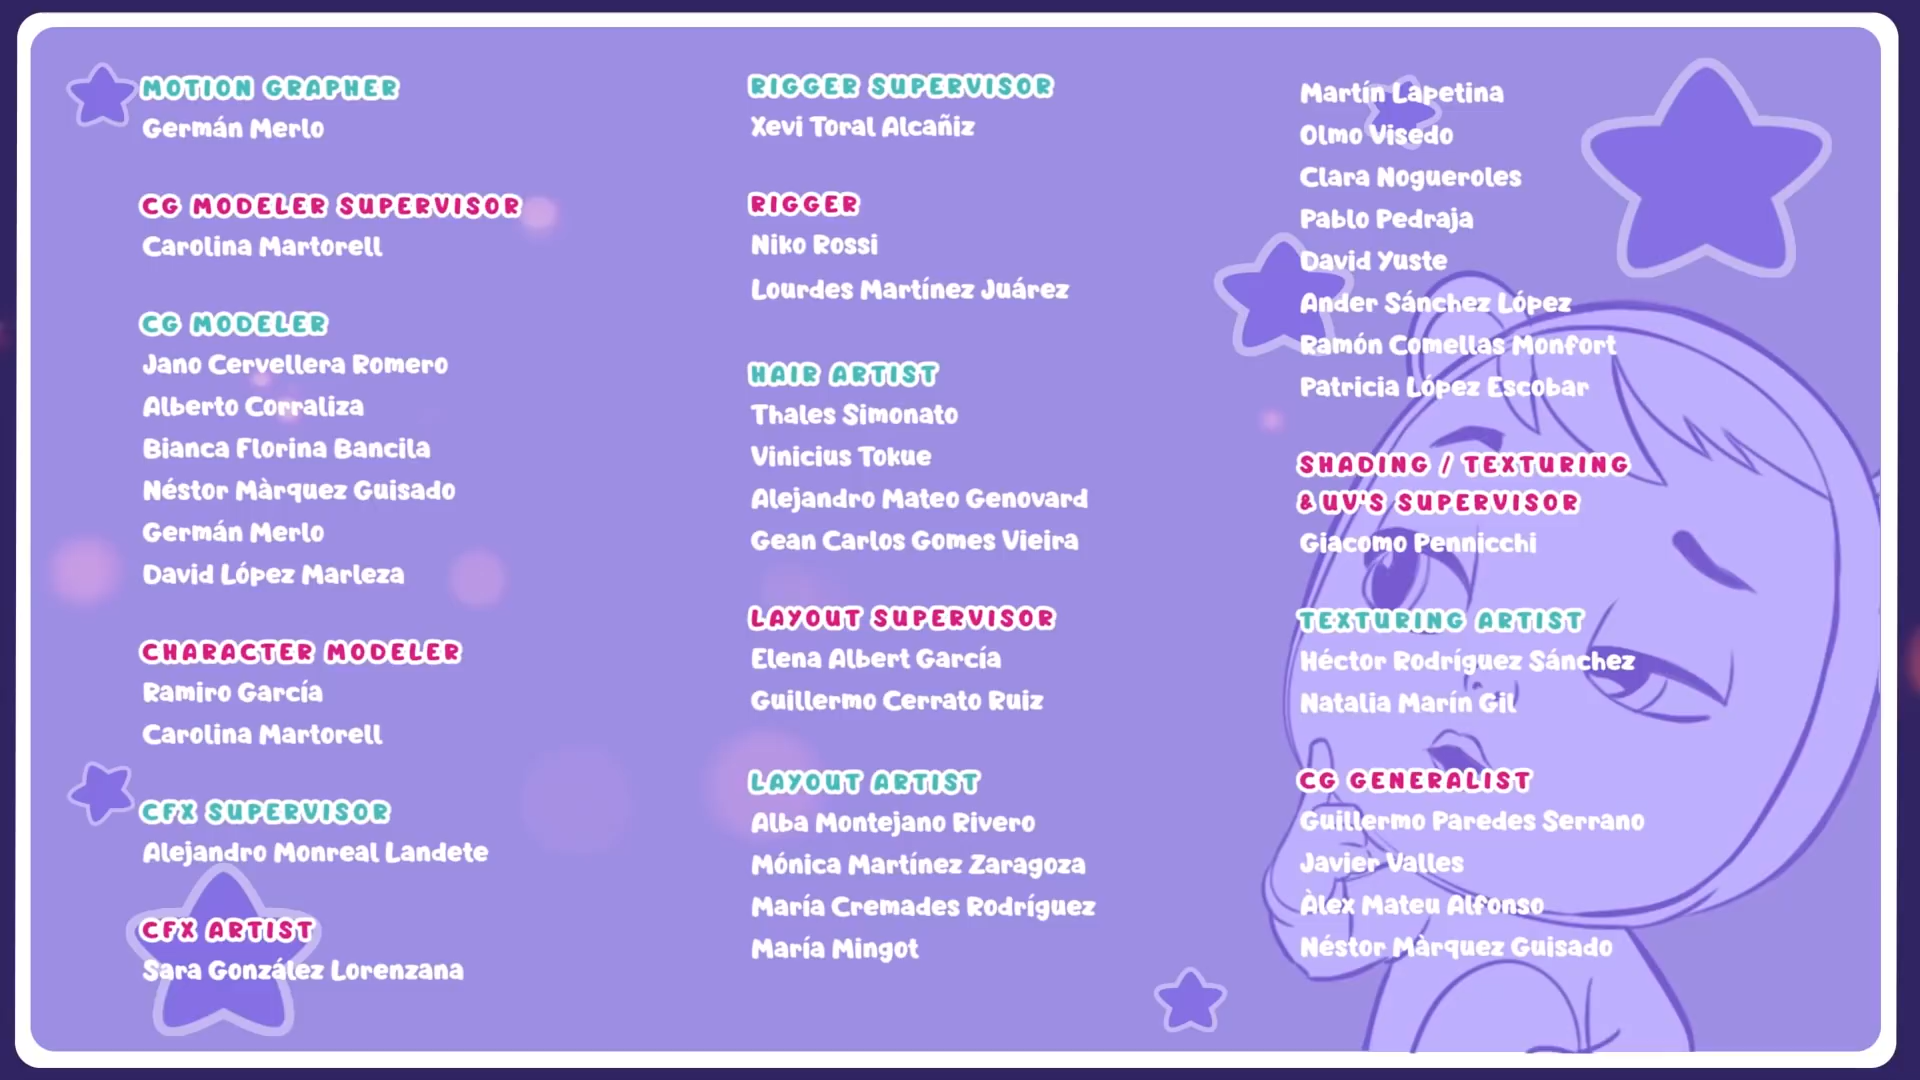 MOTION GRAPHER
Germán Merlo
CG MODELER SUPERVISOR
Carolina Martorell
CG MODELER
Jano Cervellera Romero
Alberto Corraliza
Bianca Florina Bancila
Néstor Màrquez Guisado
Germán Merlo
David López Marleza
CHARACTER MODELER
Ramiro García
Carolina Martorell
CFX SUPERVISOR
Alejandro Monreal Landete
CFX ARTIST
Sara González Lorenzana
RIGGER SUPERVISOR
Xevi Toral Alcañiz
RIGGER
Niko Rossi
Lourdes Martínez Juárez
HAIR ARTIST
Thales Simonato
Vinicius Tokue
Alejandro Mateo Genovard
Gean Carlos Gomes Vieira
LAYOUT SUPERVISOR
Elena Albert García
Guillermo Cerrato Ruiz
LAYOUT ARTIST
Alba Montejano Rivero
Mónica Martínez Zaragoza
María Cremades Rodríguez
María Mingot
Martín Lapetina
Olmo Visedo
Clara Nogueroles
Pablo Pedraja
David Yuste
Ander Sánchez López
Ramón Comellas Monfort
Patricia López Escobar
SHADING / TEXTURING
& UV'S SUPERVISOR
Giacomo Pennicchi
TEXTURING ARTIST
Héctor Rodríguez Sánchez
Natalia Marín Gil
CG GENERALIST
Guillermo Paredes Serrano
Javier Valles
Àlex Mateu Alfonso
Néstor Màrquez Guisado